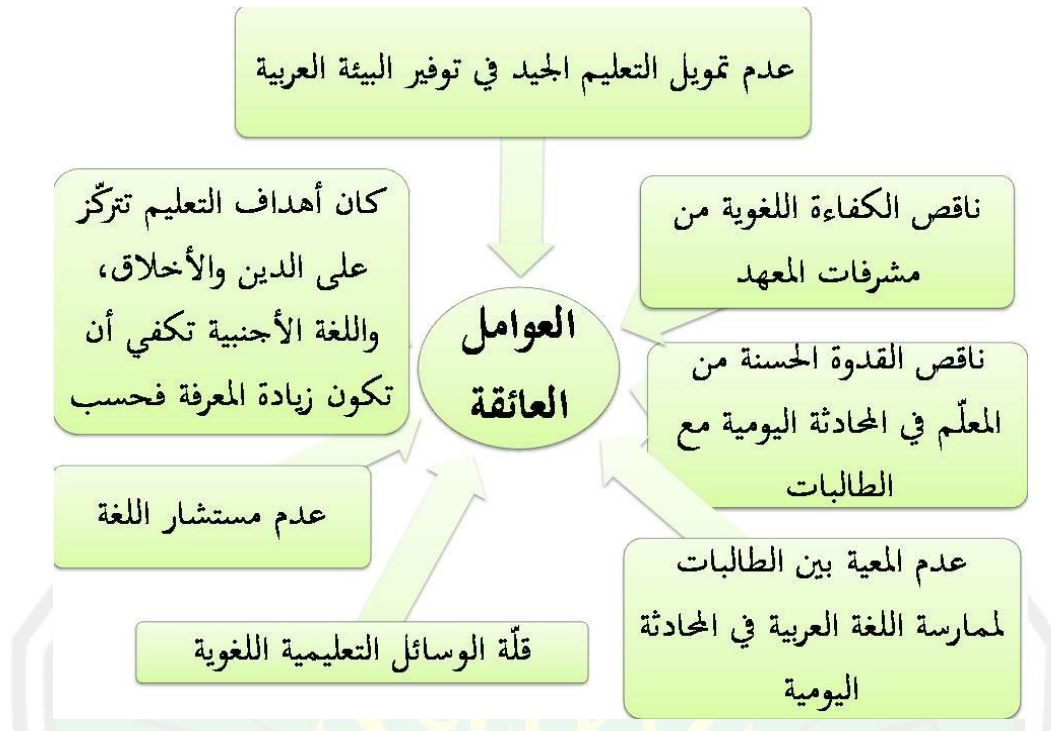 عدم تمويل التعليم الجيد في توفير البيئة العربية
ناقص الكفاءة اللغوية من
مشرفات المعهد
ناقص القدوة الحسنة من
المعلّم في المحادثة اليومية مع
الطالبات
عدم المعية بين الطالبات
لممارسة اللغة العربية في المحادثة
اليومية
قلّة الوسائل التعليمية اللغوية
عدم مستشار اللغة
كان أهداف التعليم تتركّز
على الدين والأخلاق،
واللغة الأجنبية تكفي أن
تكون زيادة المعرفة فحسب
العوامل
العائقة